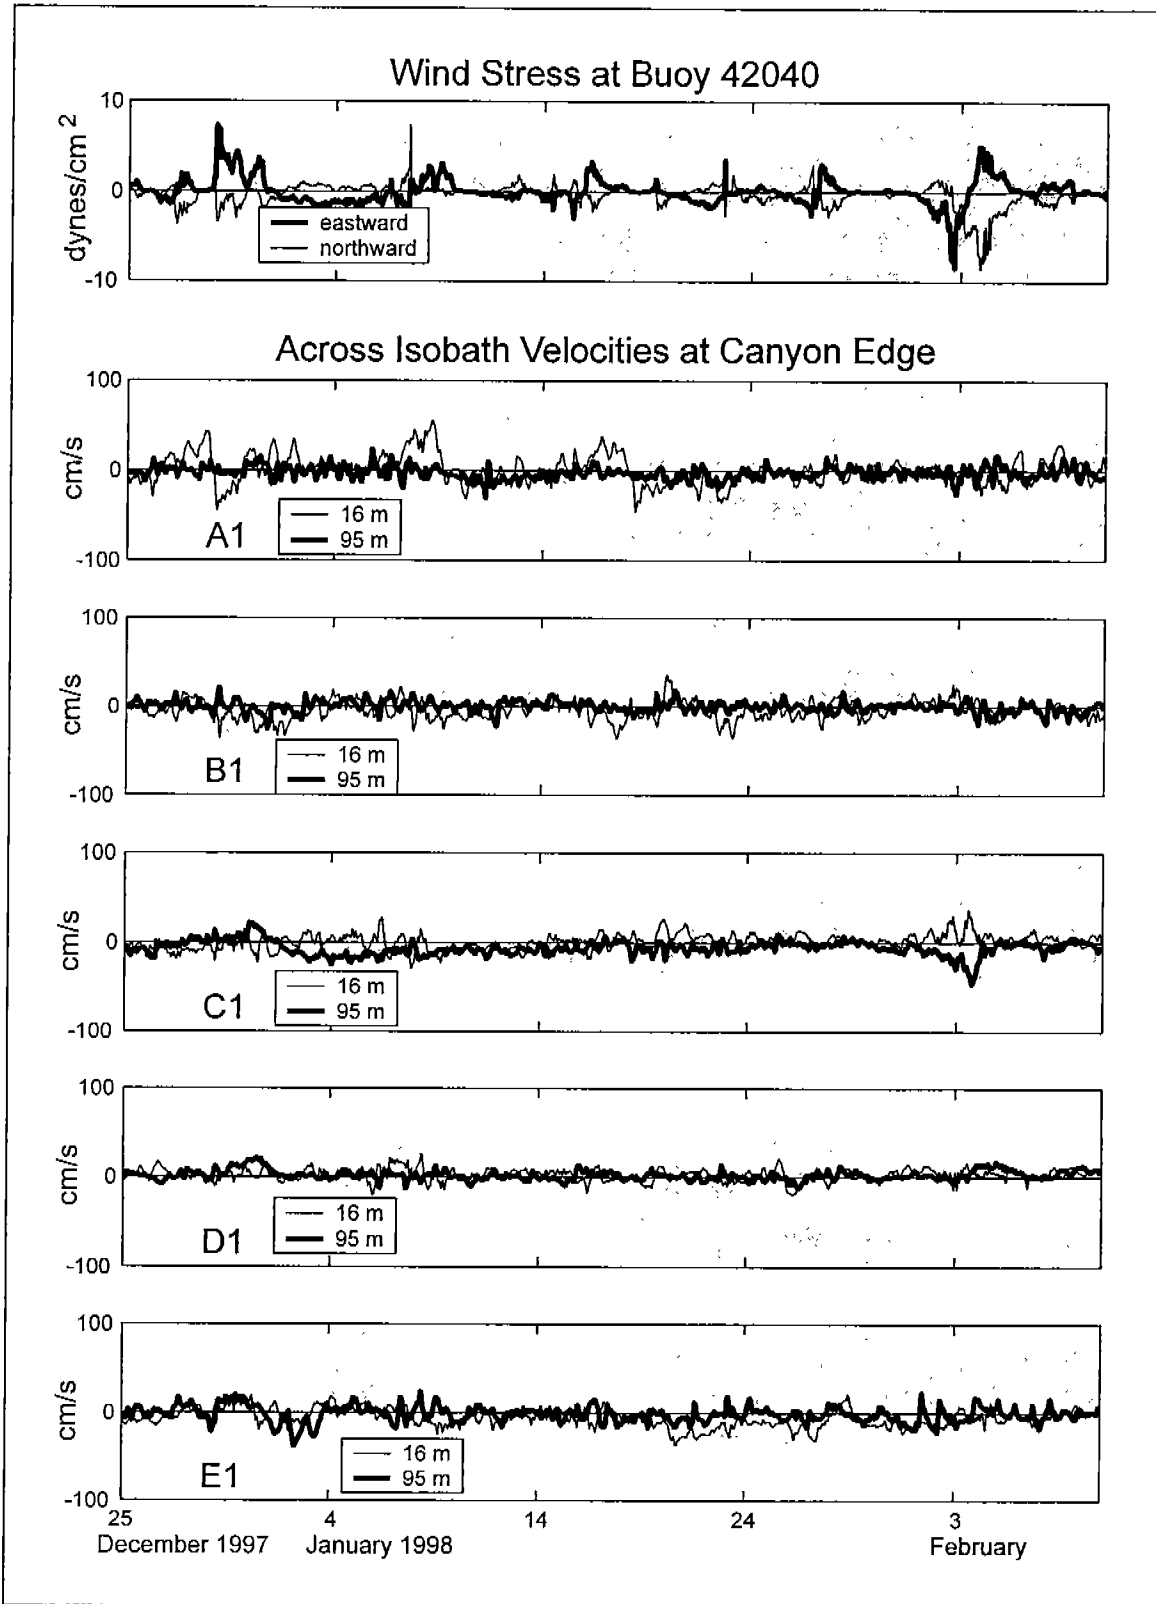 Wind Stress at Buoy 42040
10
dynes/cm2
0
-10
eastward
northward
Across Isobath Velocities at Canyon Edge
100
cm/s
0
-100
A1
16 m
95 m
100
cm/s
0
-100
B1
16 m
95 m
100
cm/s
0
-100
C1
16 m
95 m
100
cm/s
0
-100
D1
16 m
95 m
100
cm/s
0
-100
E1
16 m
95 m
25 4 14 24 3
December 1997 January 1998 February